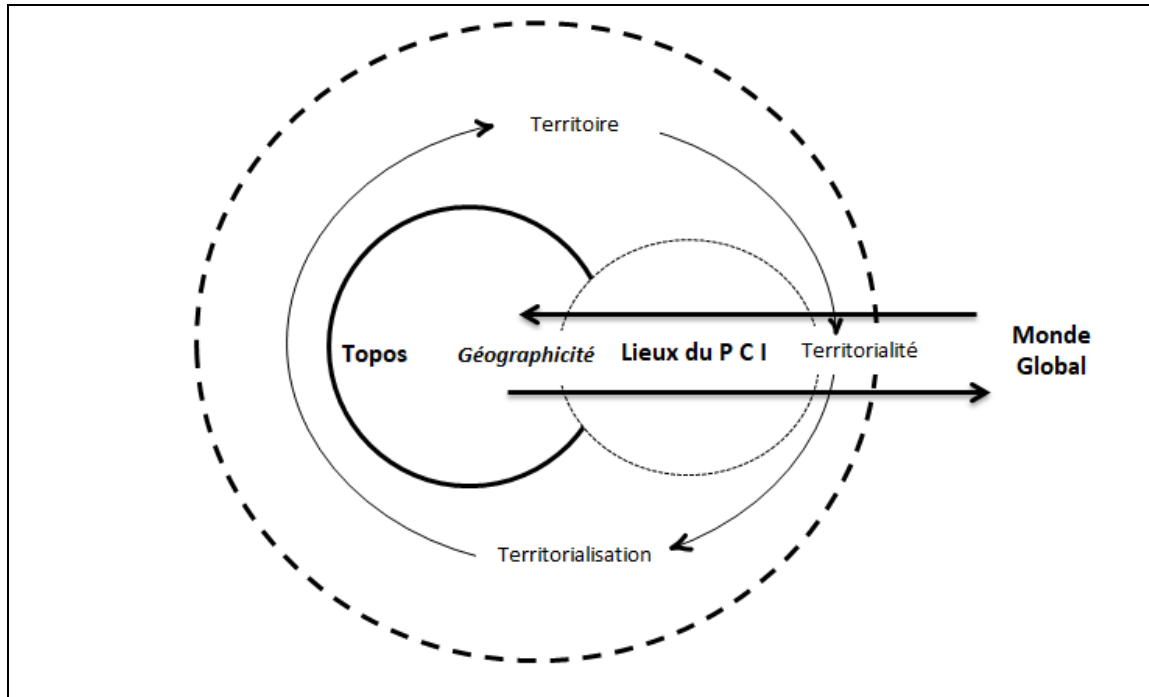 Territoire
Topos
Géographicité
Lieux du P C I
Territorialité
Monde
Global
Territorialisation